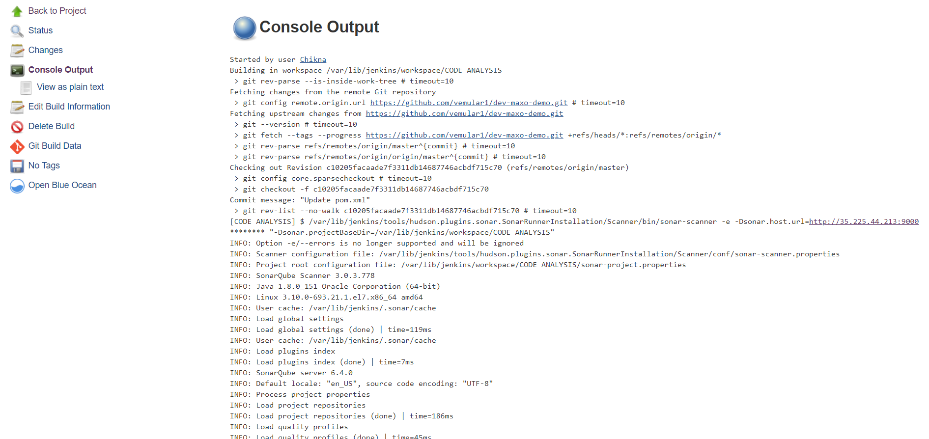 Back to Project
Status
Changes
Console Output
View as plain text
Edit Build Information
Delete Build
Git Build Data
No Tags
Open Blue Ocean
Console Output
Started by user Chikna
Building in workspace /var/lib/jenkins/workspace/CODE ANALYSIS
> git rev-parse --is-inside-work-tree # timeout=10
Fetching changes from the remote Git repository
> git config remote.origin.url https://github.com/vemular1/dev-maxo-demo.git # timeout=10
Fetching upstream changes from https://github.com/vemular1/dev-maxo-demo.git
> git --version # timeout=10
> git fetch --tags --progress https://github.com/vemular1/dev-maxo-demo.git +refs/heads/*:refs/remotes/origin/*
> git rev-parse refs/remotes/origin/master^{commit} # timeout=10
> git rev-parse refs/remotes/origin/origin/master^{commit} # timeout=10
Checking out Revision c10205facaade7f3311db14687746acbdf715c70 (refs/remotes/origin/master)
> git config core.sparsecheckout # timeout=10
> git checkout -f c10205facaade7f3311db14687746acbdf715c70
Commit message: "Update pom.xml"
> git rev-list --no-walk c10205facaade7f3311db14687746acbdf715c70 # timeout=10
[CODE ANALYSIS] $ /var/lib/jenkins/tools/hudson.plugins.sonar.SonarRunnerInstallation/Scanner/bin/sonar-scanner -e -Dsonar.host.url=http://35.225.44.213:9000
******** "-Dsonar.projectBaseDir=/var/lib/jenkins/workspace/CODE ANALYSIS"
INFO: Option -e/--errors is no longer supported and will be ignored
INFO: Scanner configuration file: /var/lib/jenkins/tools/hudson.plugins.sonar.SonarRunnerInstallation/Scanner/conf/sonar-scanner.properties
INFO: Project root configuration file: /var/lib/jenkins/workspace/CODE ANALYSIS/sonar-project.properties
INFO: SonarQube Scanner 3.0.3.778
INFO: Java 1.8.0_151 Oracle Corporation (64-bit)
INFO: Linux 3.10.0-693.21.1.el7.x86_64 amd64
INFO: User cache: /var/lib/jenkins/.sonar/cache
INFO: Load global settings
INFO: Load global settings (done) | time=119ms
INFO: User cache: /var/lib/jenkins/.sonar/cache
INFO: Load plugins index
INFO: Load plugins index (done) | time=7ms
INFO: SonarQube server 6.4.0
INFO: Default locale: "en_US", source code encoding: "UTF-8"
INFO: Process project properties
INFO: Load project repositories
INFO: Load project repositories (done) | time=186ms
INFO: Load quality profiles
INFO: Load quality profiles (done) | time=45ms